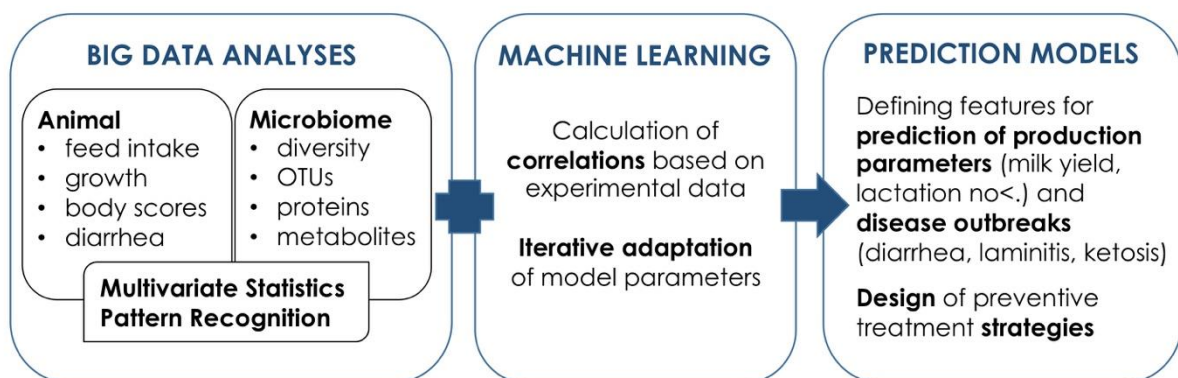 BIG DATA ANALYSES
Animal
• feed intake
• growth
• body scores
• diarrhea
Microbiome
• diversity
• OTUs
• proteins
• metabolites
Multivariate Statistics
Pattern Recognition
MACHINE LEARNING
Calculation of
correlations based on
experimental data
Iterative adaptation
of model parameters
PREDICTION MODELS
Defining features for
prediction of production
parameters (milk yield,
lactation no<.) and
disease outbreaks
(diarrhea, laminitis, ketosis)
Design of preventive
treatment strategies